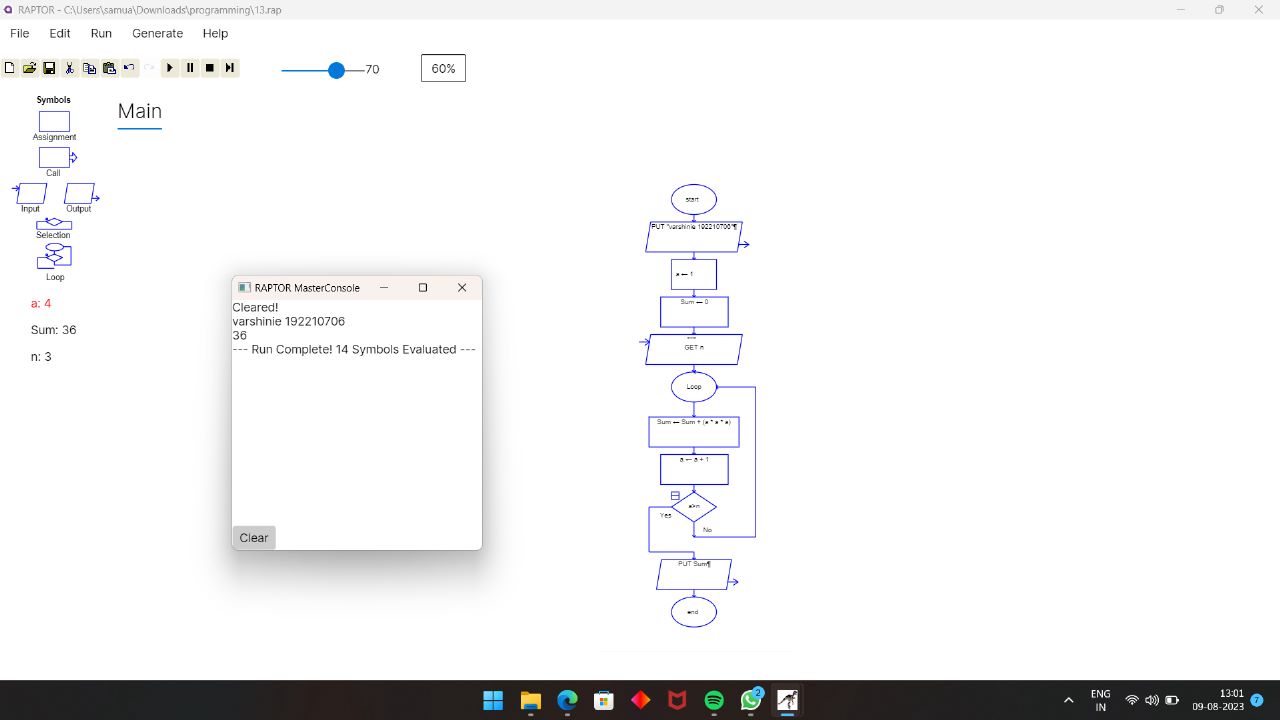 RAPTOR - C:\Users\samua\Downloads\programming\13.rap
File Edit Run Generate Help
70
60%
Symbols
Assignment
Call
Input Output
Selection
Loop
a: 4
Sum: 36
n: 3
Main
RAPTOR MasterConsole
Cleared!
varshinie 192210706
36
--- Run Complete! 14 Symbols Evaluated ---
Clear
start
PUT "varshinie 192210706"¶
a ← 1
Sum ← 0
GET n
Loop
Sum ← Sum + (a * a * a)
a ← a + 1
a>n
Yes
No
PUT Sum¶
end
2
ENG
IN
13:01
09-08-2023
7